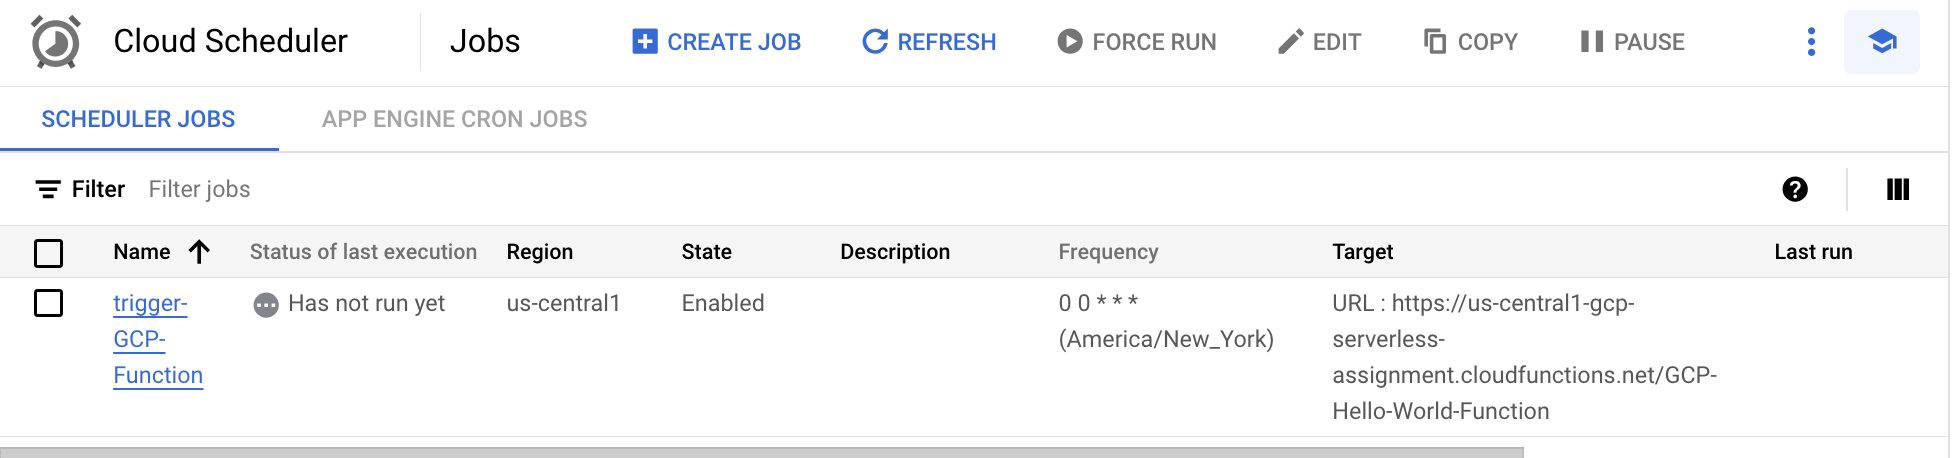 Cloud Scheduler
Jobs
CREATE JOB
REFRESH
FORCE RUN
EDIT
COPY
PAUSE
SCHEDULER JOBS
APP ENGINE CRON JOBS
Filter
Filter jobs
Name
Status of last execution
Region
State
Description
Frequency
Target
Last run
trigger-
GCP-
Function
Has not run yet
us-central1
Enabled
0 0 * * *
(America/New_York)
URL : https://us-central1-gcp-
serverless-
assignment.cloudfunctions.net/GCP-
Hello-World-Function